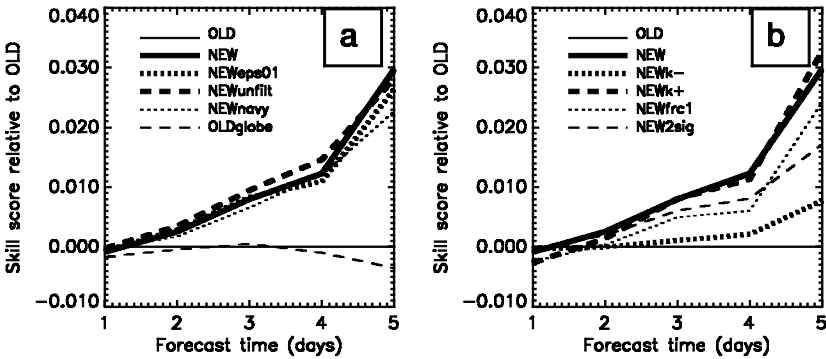 a
OLD
NEW
NEWeps01
NEWunfilt
NEWnavy
OLDglobe
0.040
0.030
0.020
0.010
0.000
−0.010
Skill score relative to OLD
1 2 3 4 5
Forecast time (days)
b
OLD
NEW
NEWk−
NEWk+
NEWfrc1
NEW2sig
0.040
0.030
0.020
0.010
0.000
−0.010
Skill score relative to OLD
1 2 3 4 5
Forecast time (days)